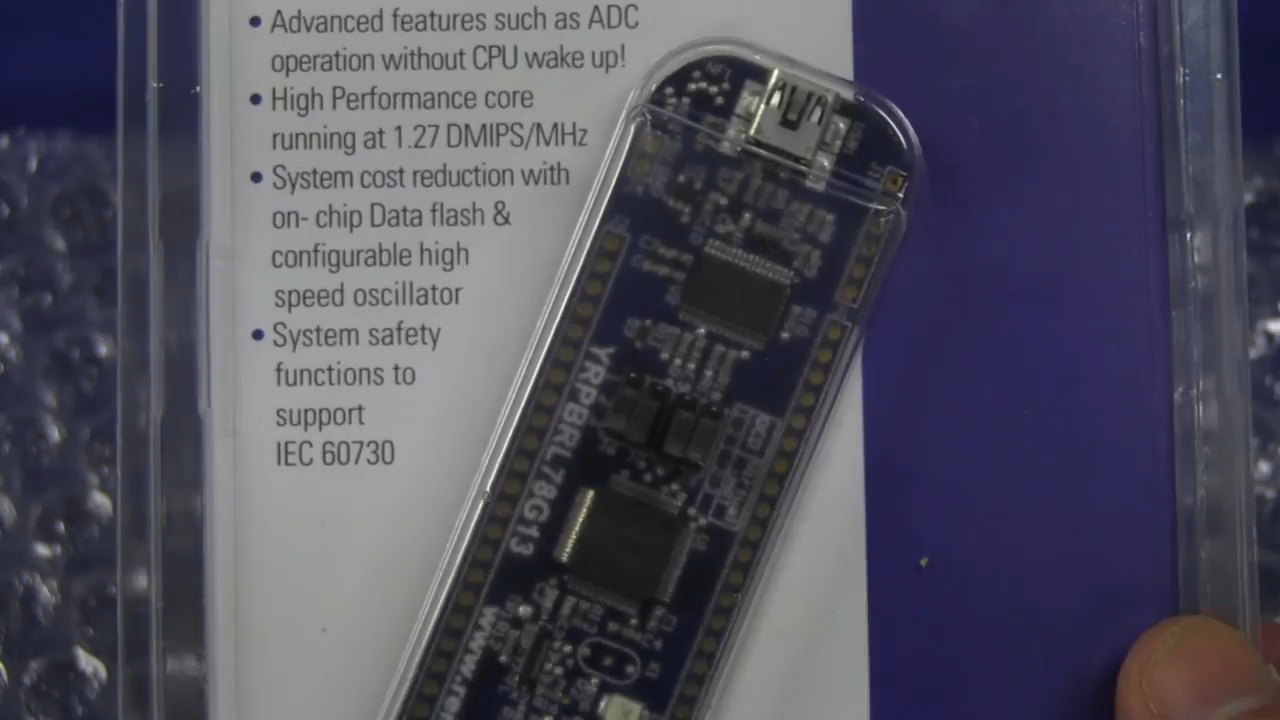 • Advanced features such as ADC
operation without CPU wake up!
• High Performance core
running at 1.27 DMIPS/MHz
• System cost reduction with
on- chip Data flash &
configurable high
speed oscillator
• System safety
functions to
support
IEC 60730
YRPBRL78G13
www.re